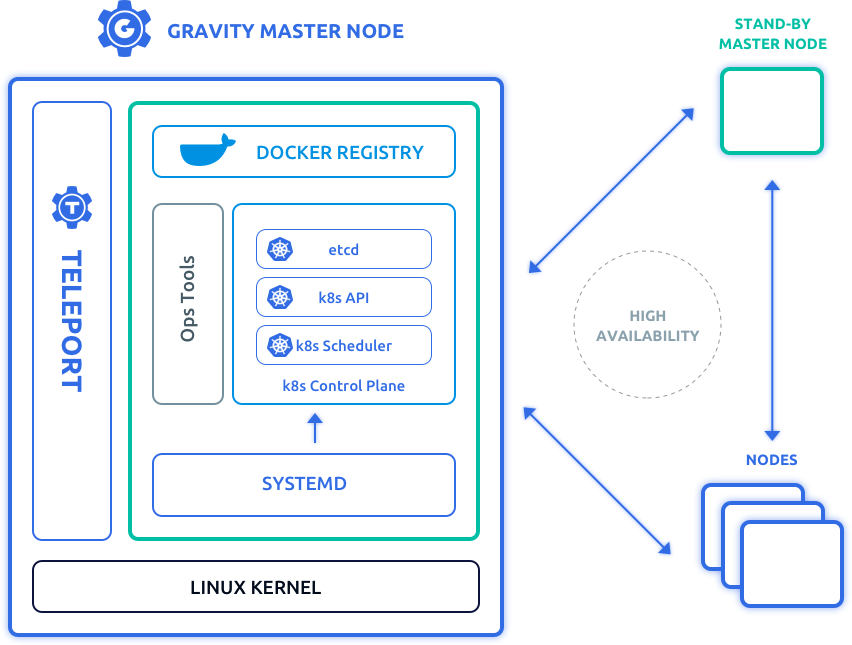 GRAVITY MASTER NODE
STAND-BY
MASTER NODE
G
T
TELEPORT
DOCKER REGISTRY
Ops Tools
etcd
k8s API
k8s Scheduler
k8s Control Plane
SYSTEMD
LINUX KERNEL
HIGH
AVAILABILITY
NODES